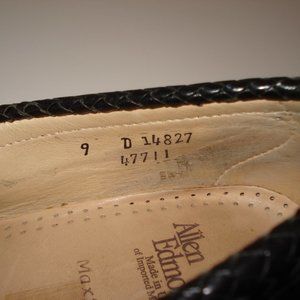 9 D 14827
47711
Allen
Edmo
Made in
of Imported M
Max